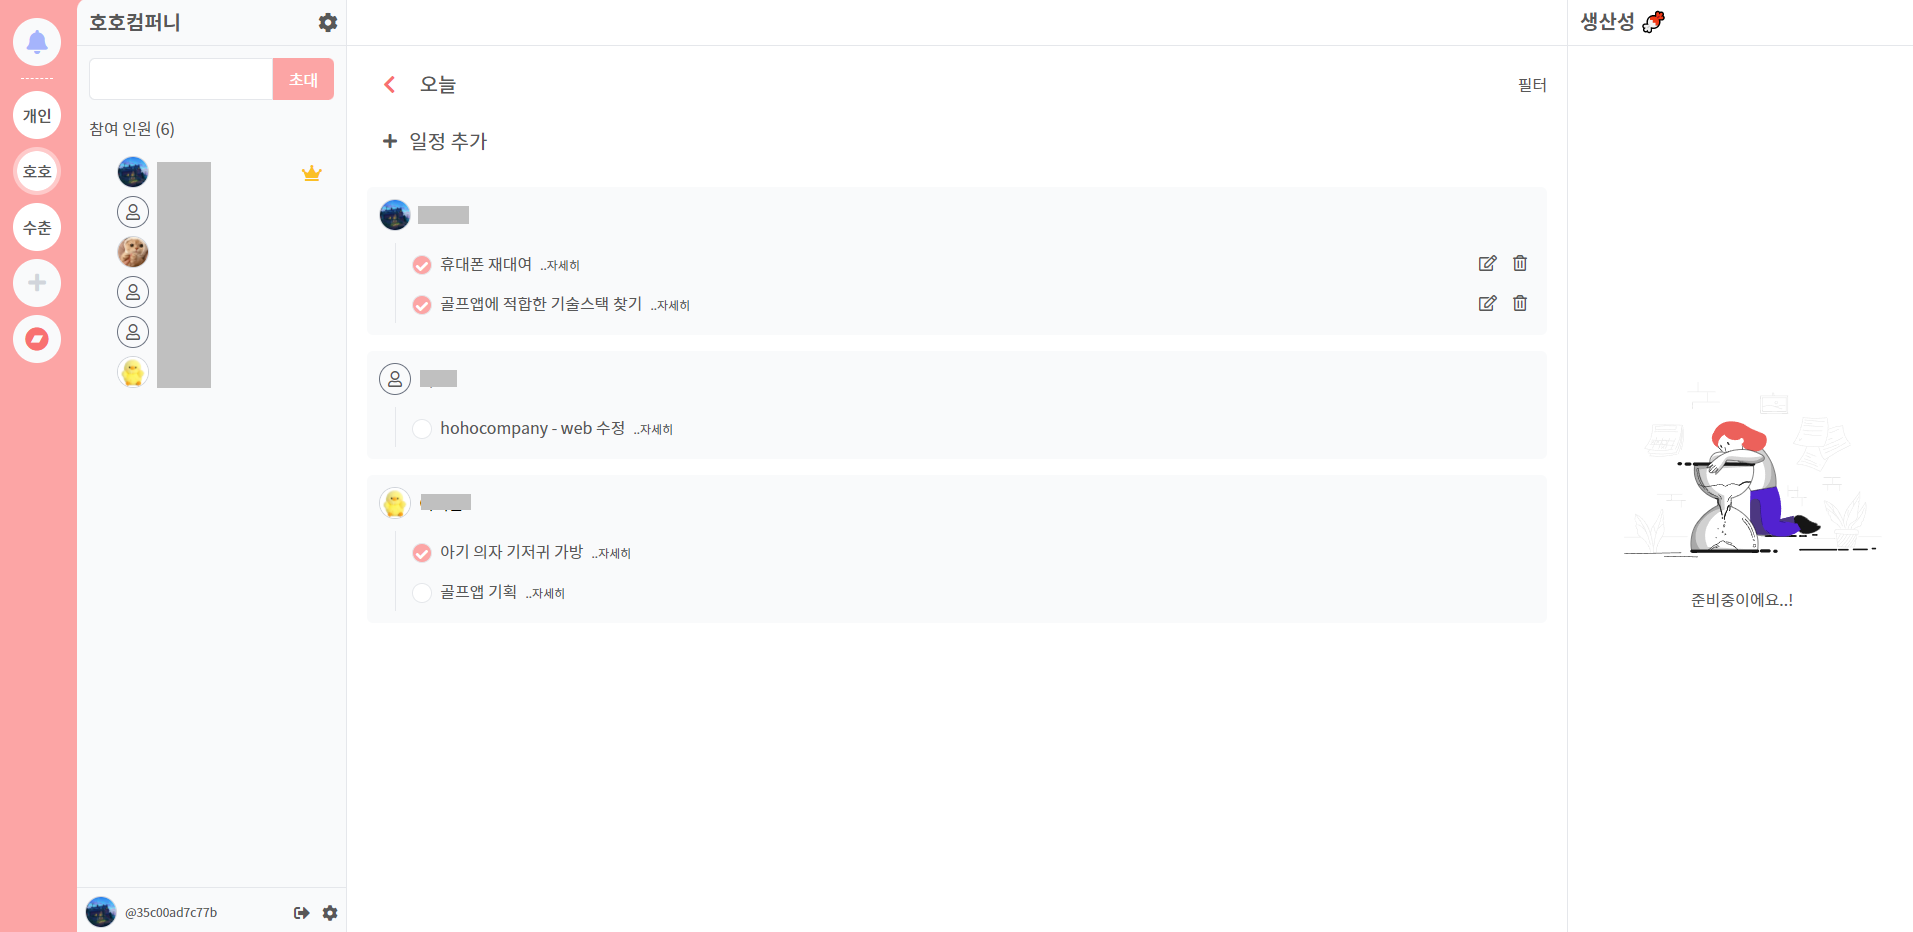 개인
호호
수춘
호호컴퍼니
초대
참여 인원 (6)
@35c00ad7c77b
오늘
필터
일정 추가
휴대폰 재대여 ..자세히
골프앱에 적합한 기술스택 찾기 ..자세히
hohocompany - web 수정 ..자세히
아기 의자 기저귀 가방 ..자세히
골프앱 기획 ..자세히
생산성
준비중이에요..!